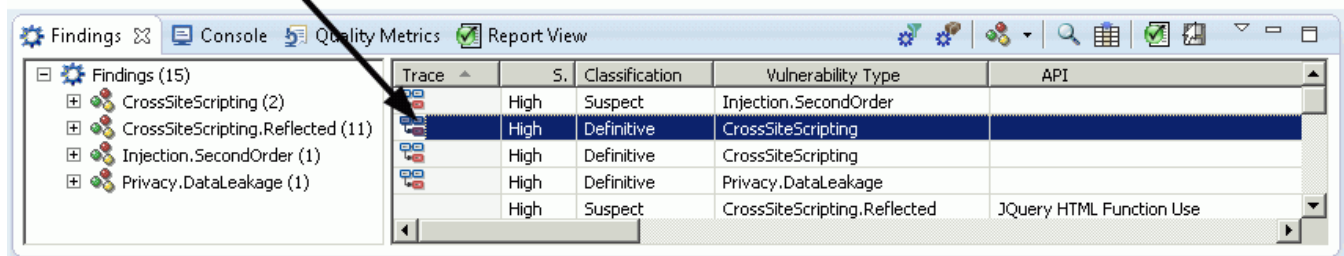 Findings Console Quality Metrics Report View
Findings (15)
CrossSiteScripting (2)
CrossSiteScripting.Reflected (11)
Injection.SecondOrder (1)
Privacy.DataLeakage (1)
Trace S. Classification Vulnerability Type API
High Suspect Injection.SecondOrder
High Definitive CrossSiteScripting
High Definitive CrossSiteScripting
High Definitive Privacy.DataLeakage
High Suspect CrossSiteScripting.Reflected JQuery HTML Function Use